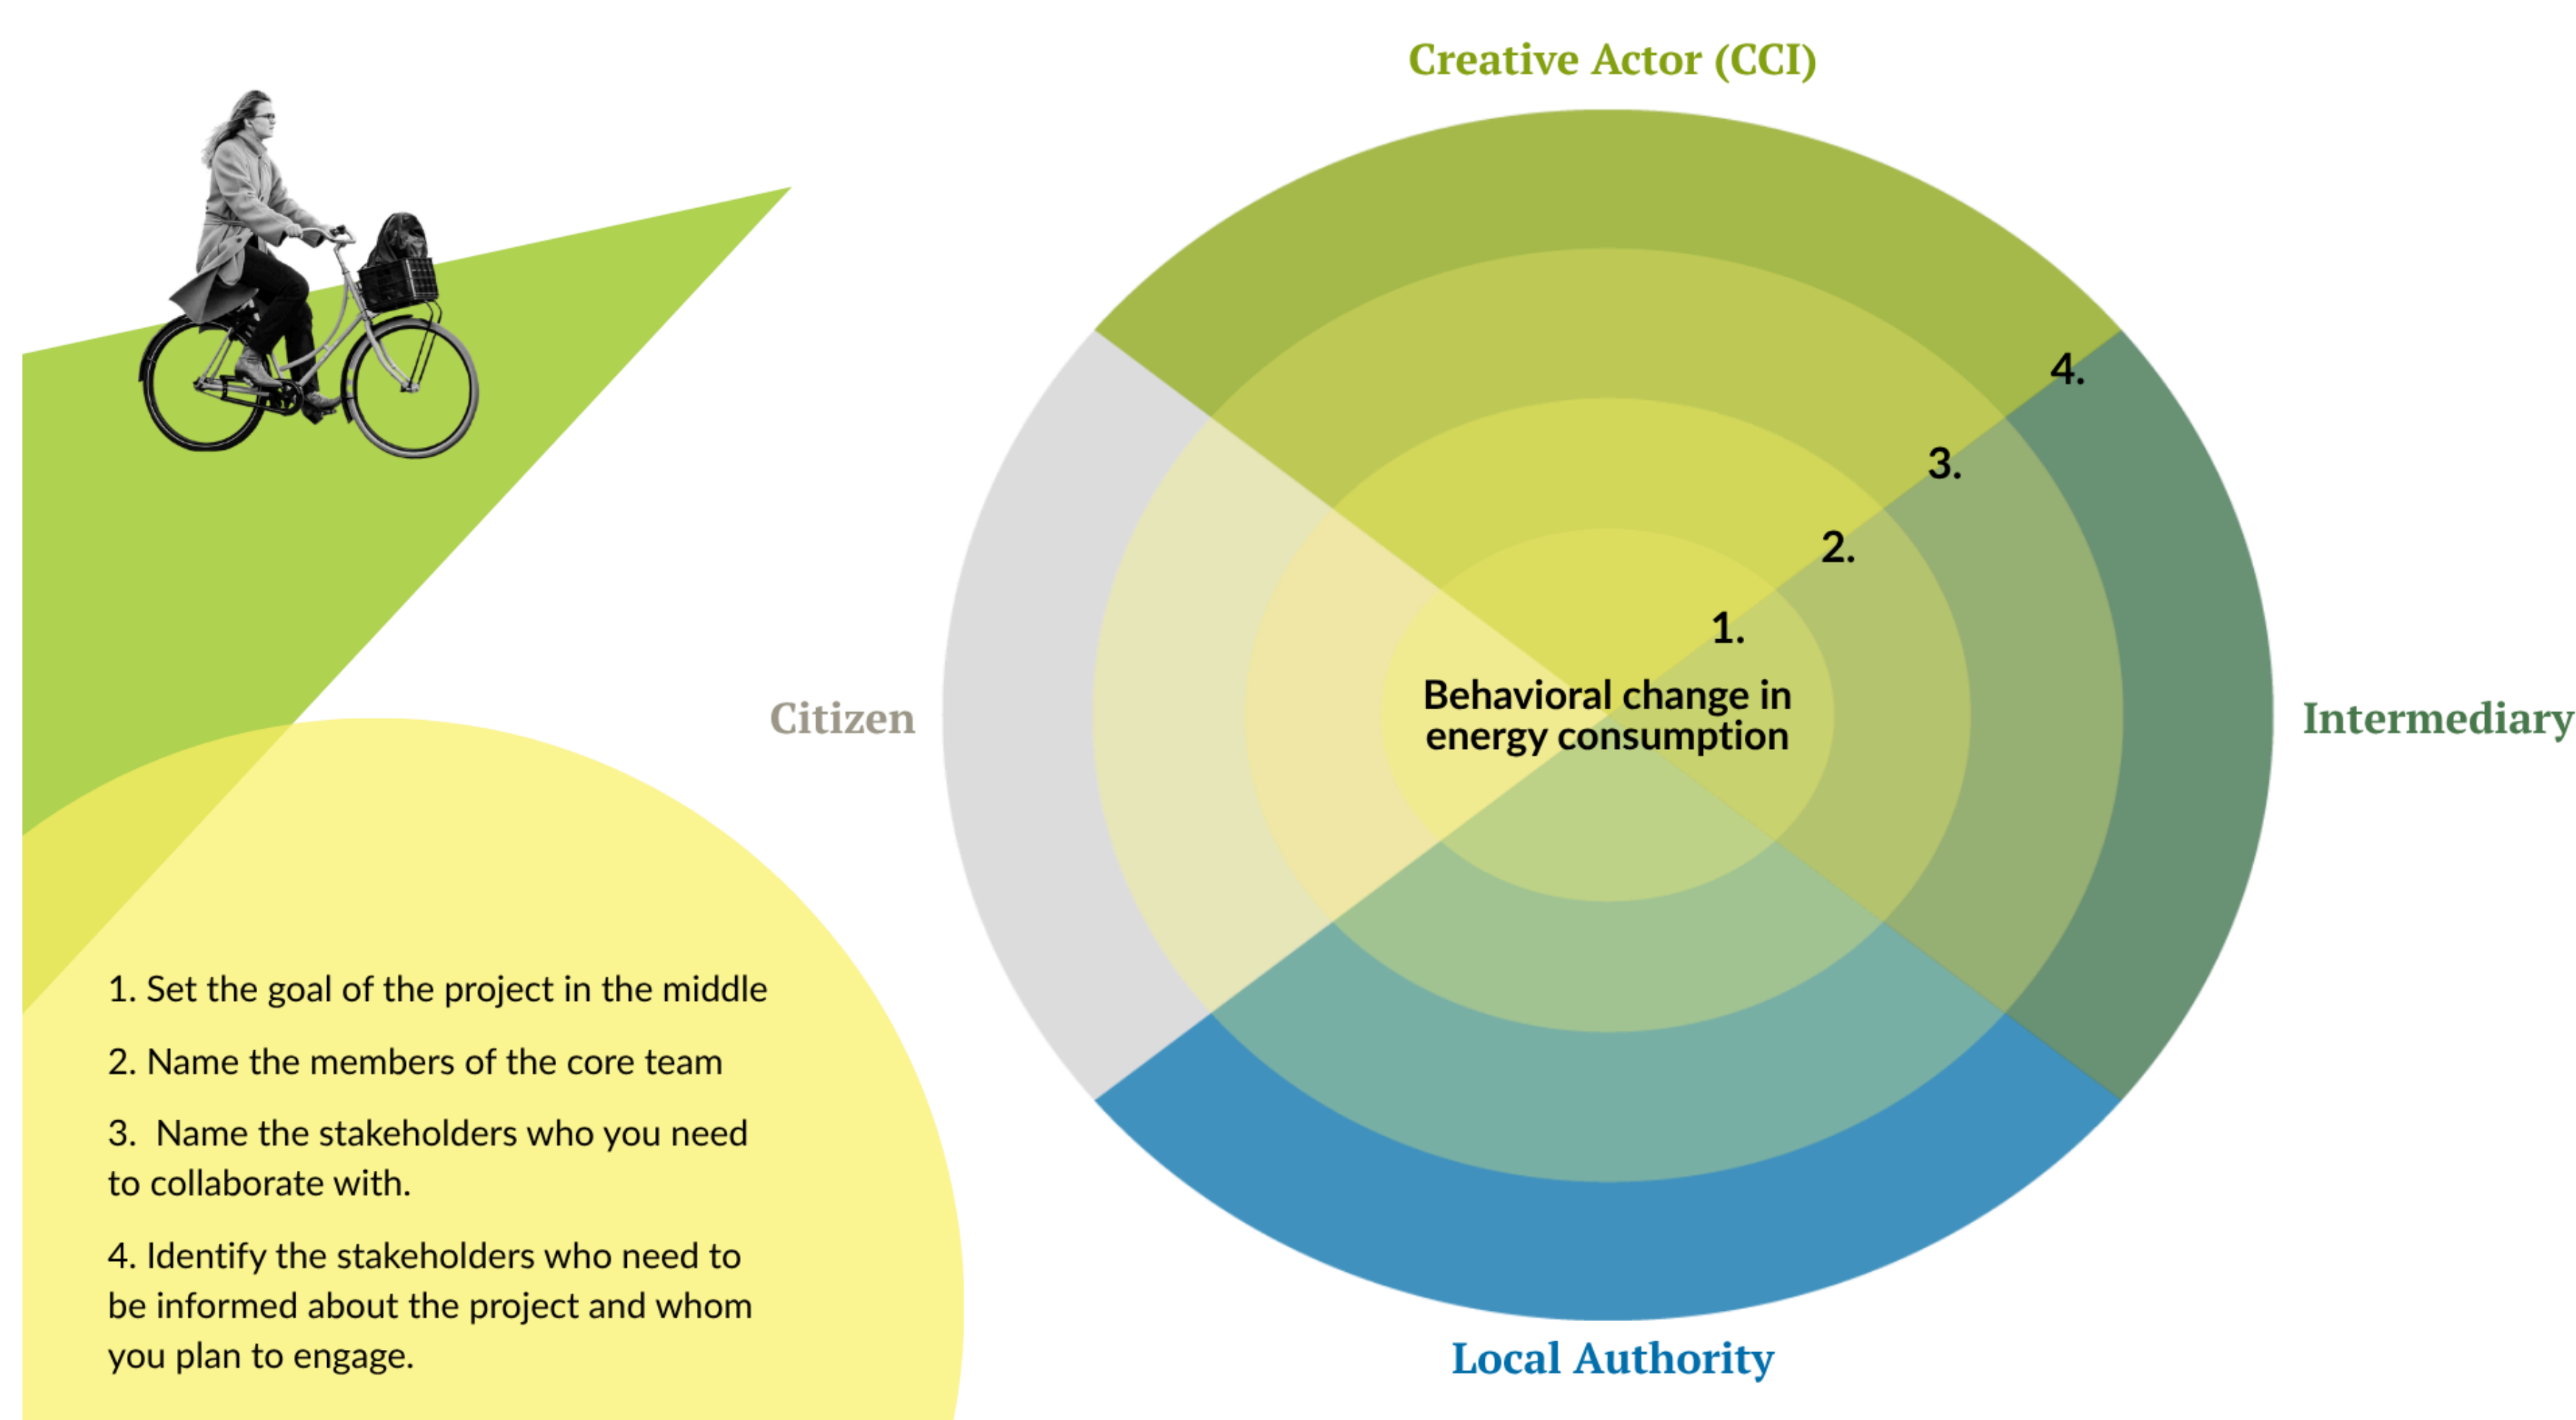 Creative Actor (CCI)
4.
3.
2.
1.
Behavioral change in
energy consumption
Citizen
Intermediary
Local Authority
1. Set the goal of the project in the middle
2. Name the members of the core team
3.  Name the stakeholders who you need
to collaborate with.
4. Identify the stakeholders who need to
be informed about the project and whom
you plan to engage.